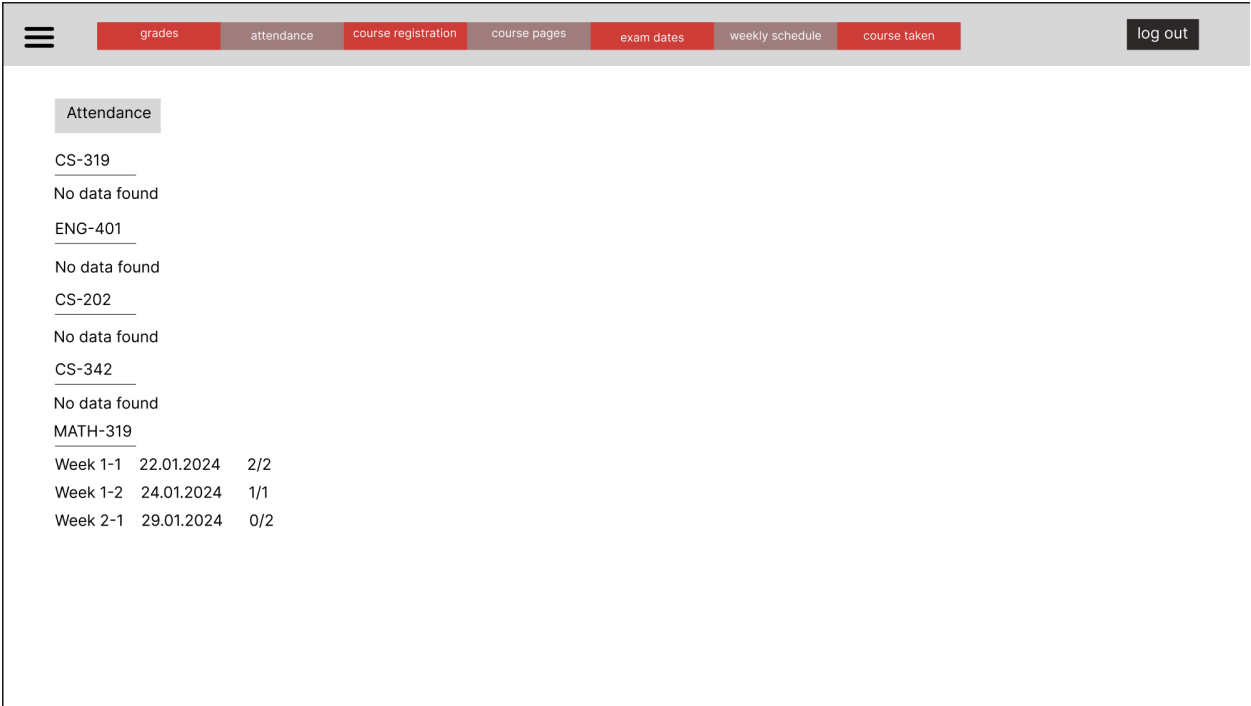 grades attendance course registration course pages exam dates weekly schedule course taken log out
Attendance
CS-319
No data found
ENG-401
No data found
CS-202
No data found
CS-342
No data found
MATH-319
Week 1-1 22.01.2024 2/2
Week 1-2 24.01.2024 1/1
Week 2-1 29.01.2024 0/2